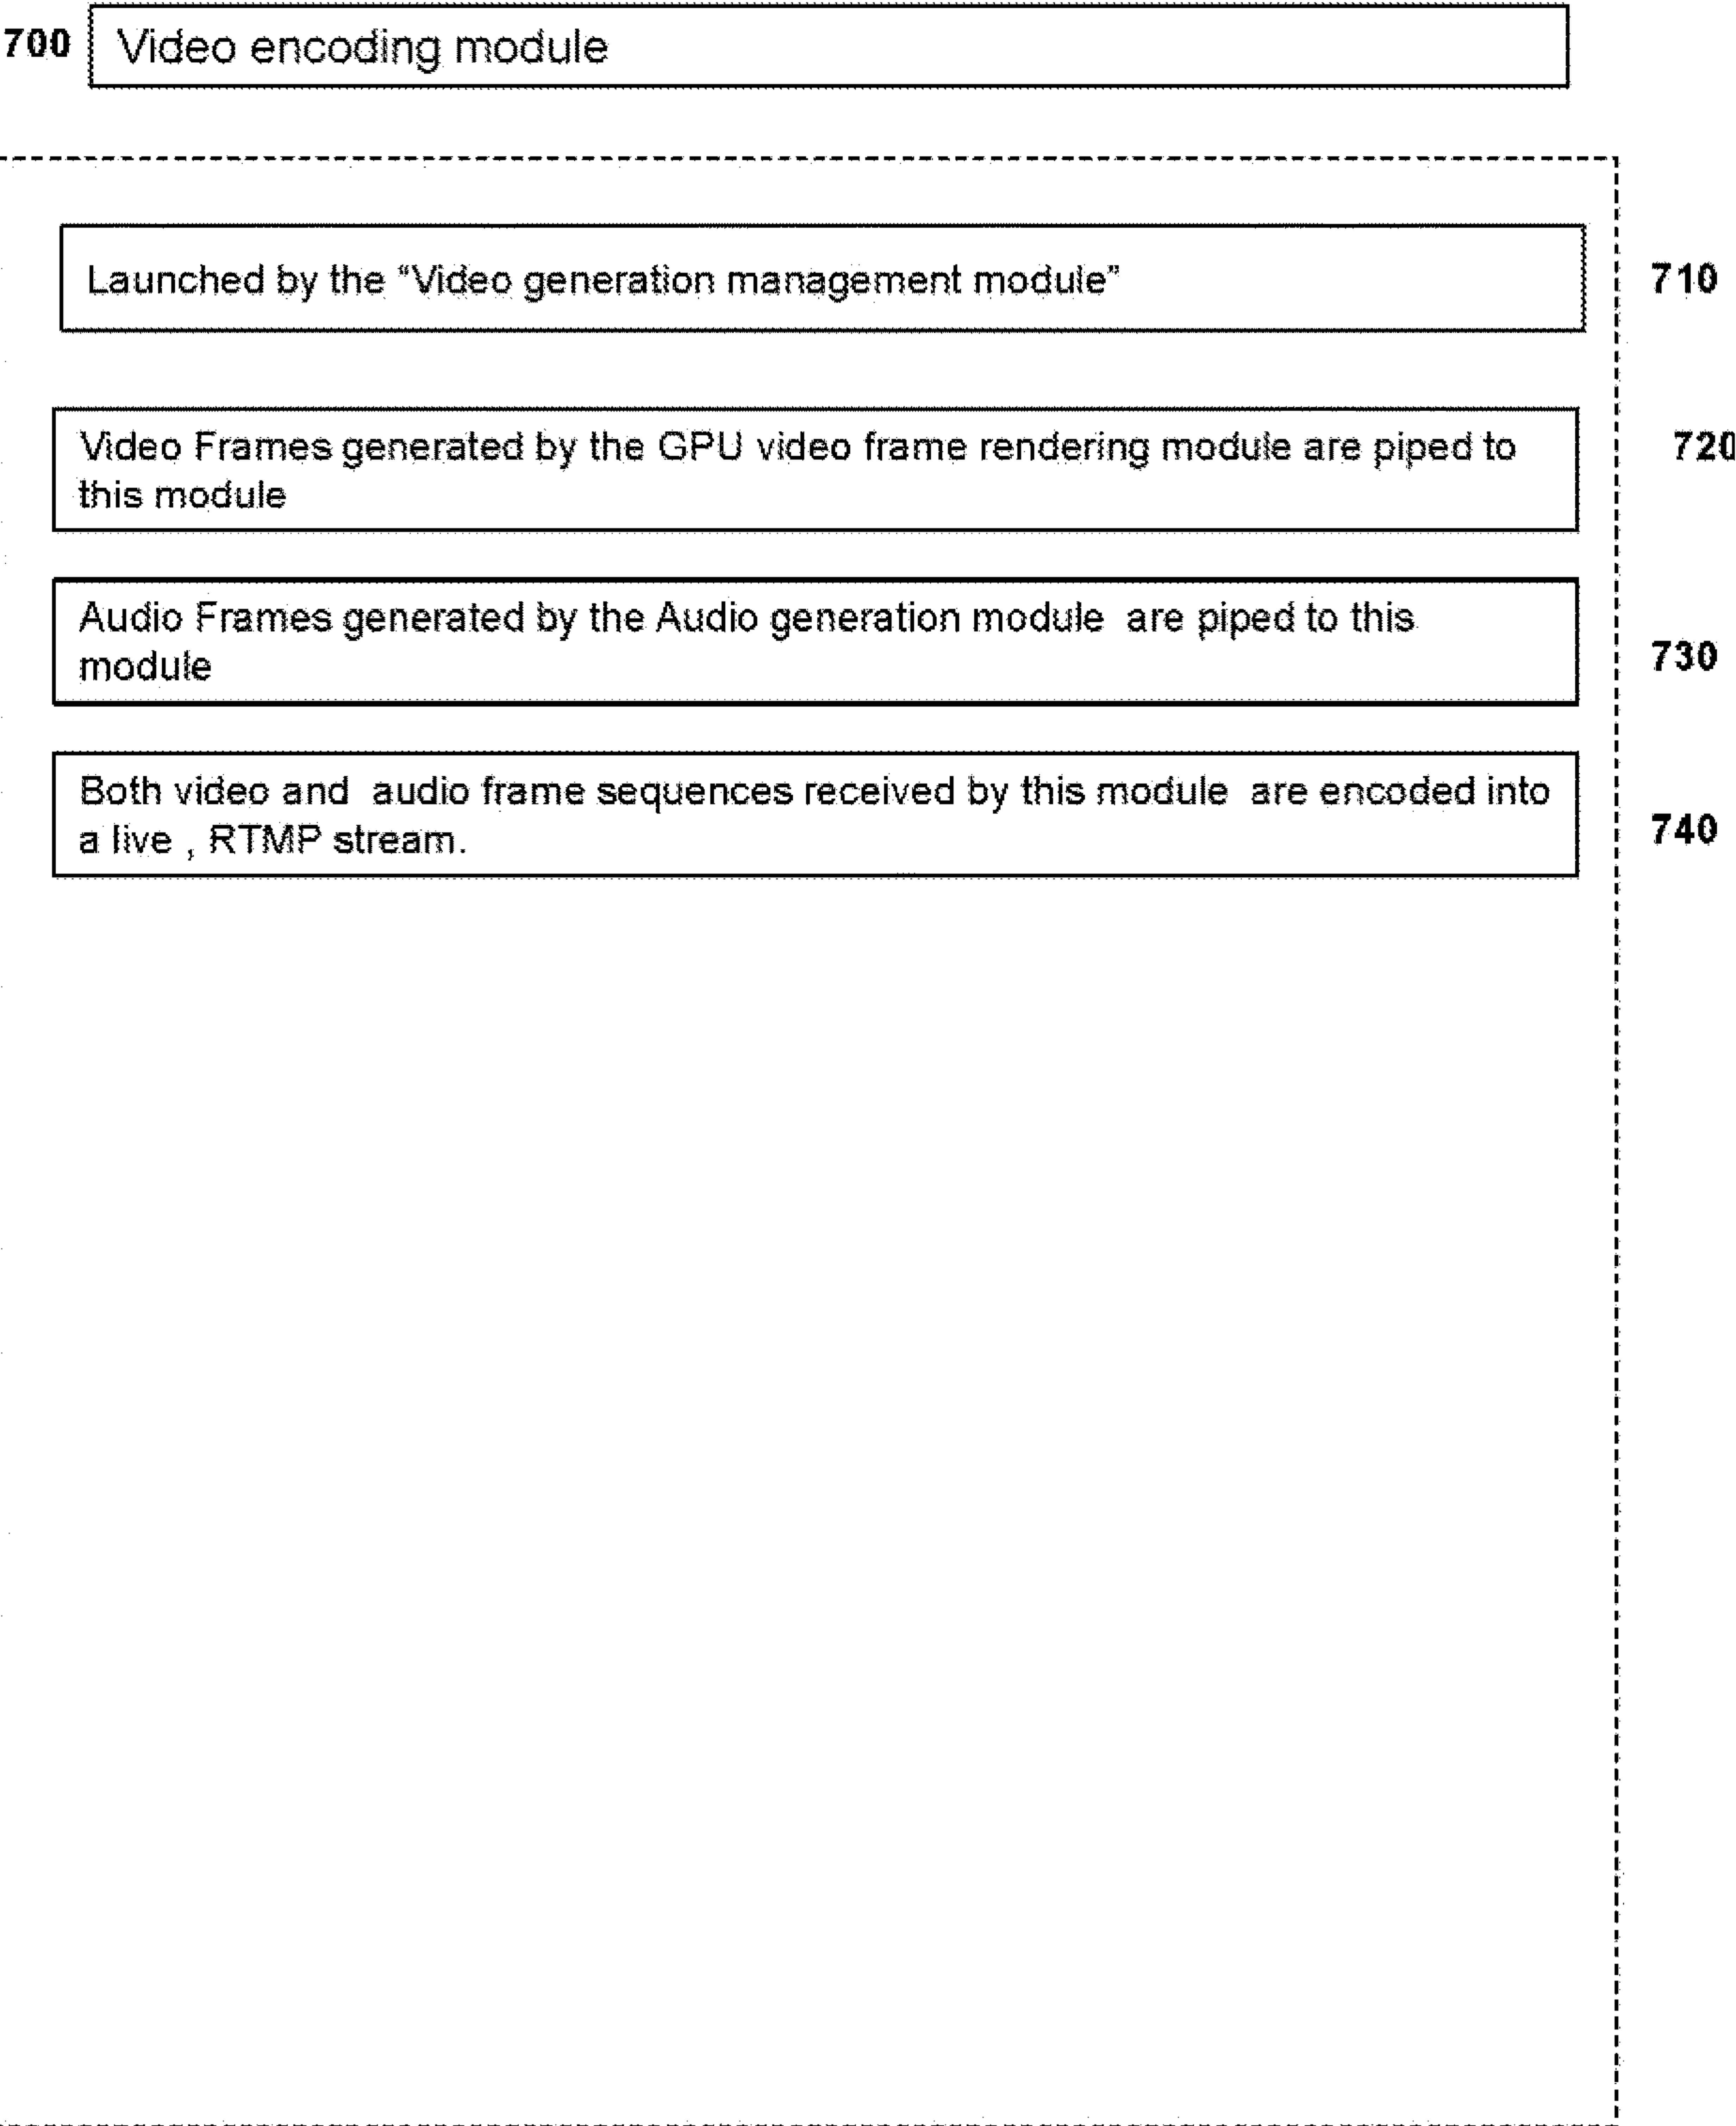 700 Video encoding module
Launched by the “Video generation management module” 710
Video Frames generated by the GPU video frame rendering module are piped to 720
this module
Audio Frames generated by the Audio generation module are piped to this
module 730
Both video and audio frame sequences received by this module are encoded into
a live , RTMP stream. 740